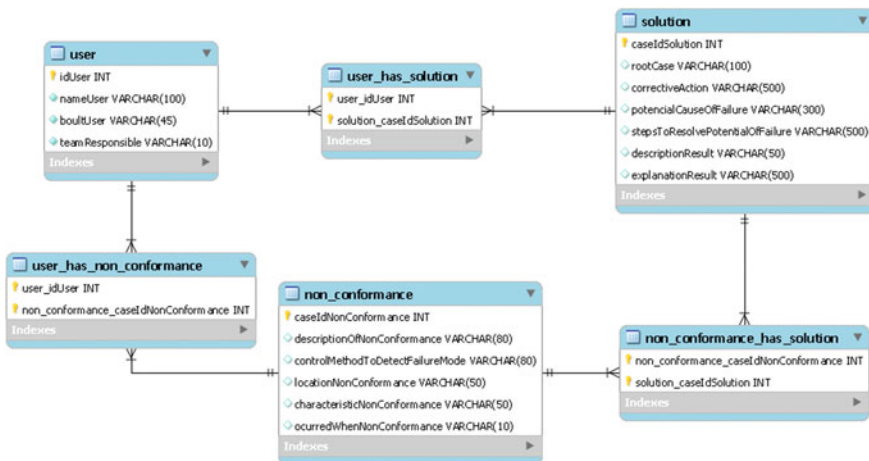 user
idUser INT
nameUser VARCHAR(100)
boultUser VARCHAR(45)
teamResponsible VARCHAR(10)
Indexes
user_has_solution
user_idUser INT
solution_caseIdSolution INT
Indexes
solution
caseIdSolution INT
rootCase VARCHAR(100)
correctiveAction VARCHAR(500)
potencialCauseOfFailure VARCHAR(300)
stepsToResolvePotentialOfFailure VARCHAR(500)
descriptionResult VARCHAR(50)
explanationResult VARCHAR(500)
Indexes
user_has_non_conformance
user_idUser INT
non_conformance_caseIdNonConformance INT
Indexes
non_conformance
caseIdNonConformance INT
descriptionOfNonConformance VARCHAR(80)
controlMethodToDetectFailureMode VARCHAR(80)
locationNonConformance VARCHAR(50)
characteristicNonConformance VARCHAR(50)
ocurredWhenNonConformance VARCHAR(10)
Indexes
non_conformance_has_solution
non_conformance_caseIdNonConformance INT
solution_caseIdSolution INT
Indexes